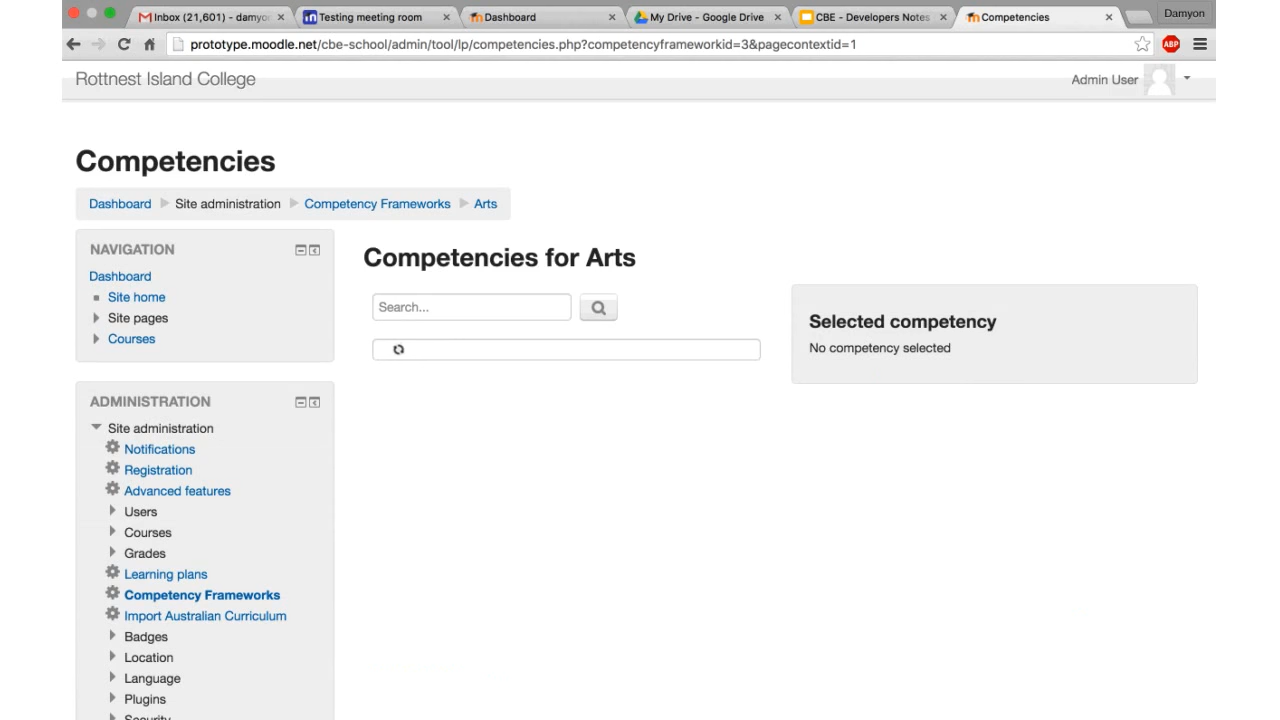 Inbox (21,601) - damyo
Testing meeting room
Dashboard
My Drive - Google Drive
CBE - Developers Notes
Competencies
Damyon
prototype.moodle.net/cbe-school/admin/tool/lp/competencies.php?competencyframeworkid=3&pagecontextid=1
ABP
Rottnest Island College
Admin User
Competencies
Dashboard Site administration Competency Frameworks Arts
NAVIGATION
Dashboard
Site home
Site pages
Courses
ADMINISTRATION
Site administration
Notifications
Registration
Advanced features
Users
Courses
Grades
Learning plans
Competency Frameworks
Import Australian Curriculum
Badges
Location
Language
Plugins
Security
Competencies for Arts
Search...
Selected competency
No competency selected